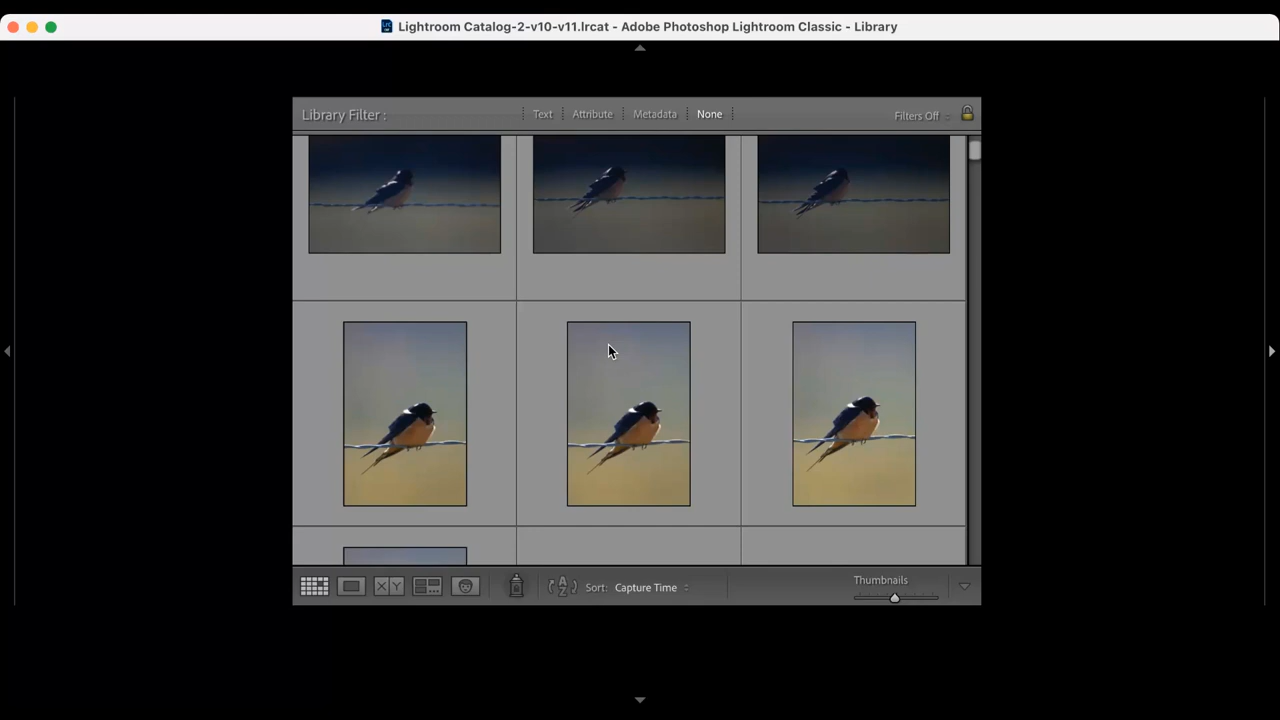 Lightroom Catalog-2-v10-v11.lrcat - Adobe Photoshop Lightroom Classic - Library
Library Filter : Text Attribute Metadata None Filters Off
X Y A Z Sort: Capture Time Thumbnails